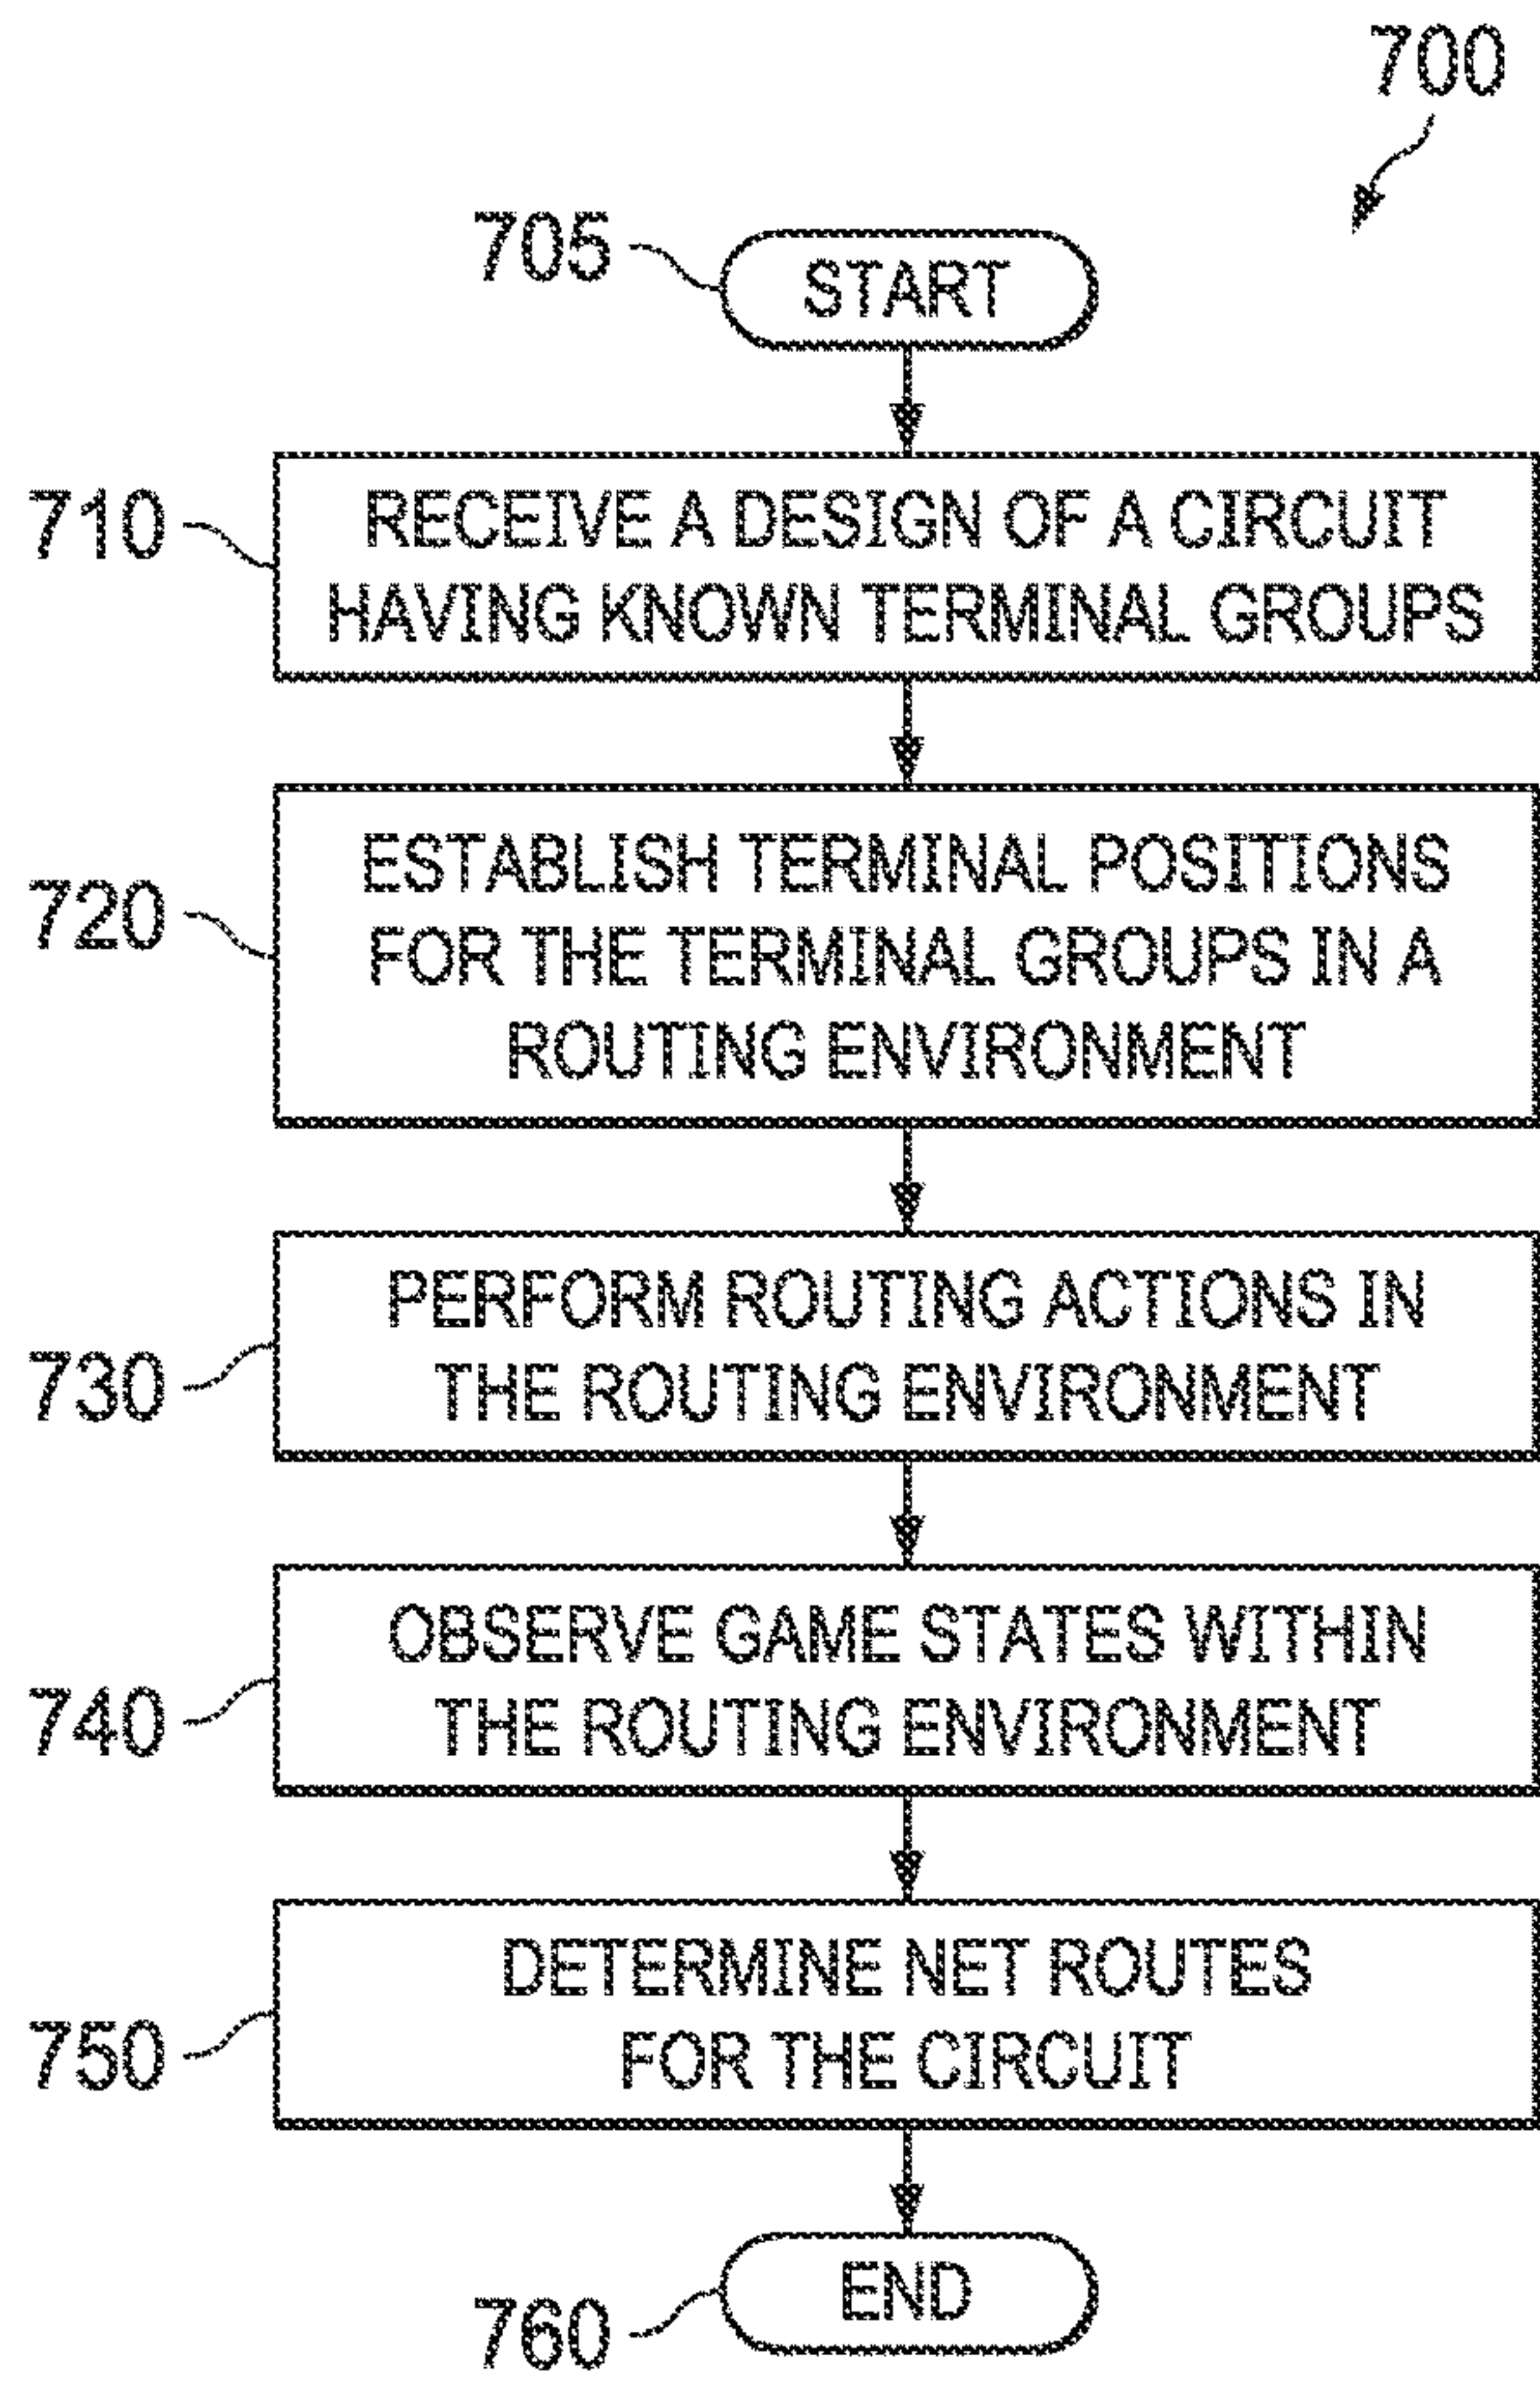 700
705
START
710
RECEIVE A DESIGN OF A CIRCUIT
HAVING KNOWN TERMINAL GROUPS
720
ESTABLISH TERMINAL POSITIONS
FOR THE TERMINAL GROUPS IN A
ROUTING ENVIRONMENT
730
PERFORM ROUTING ACTIONS IN
THE ROUTING ENVIRONMENT
740
OBSERVE GAME STATES WITHIN
THE ROUTING ENVIRONMENT
750
DETERMINE NET ROUTES
FOR THE CIRCUIT
760
END